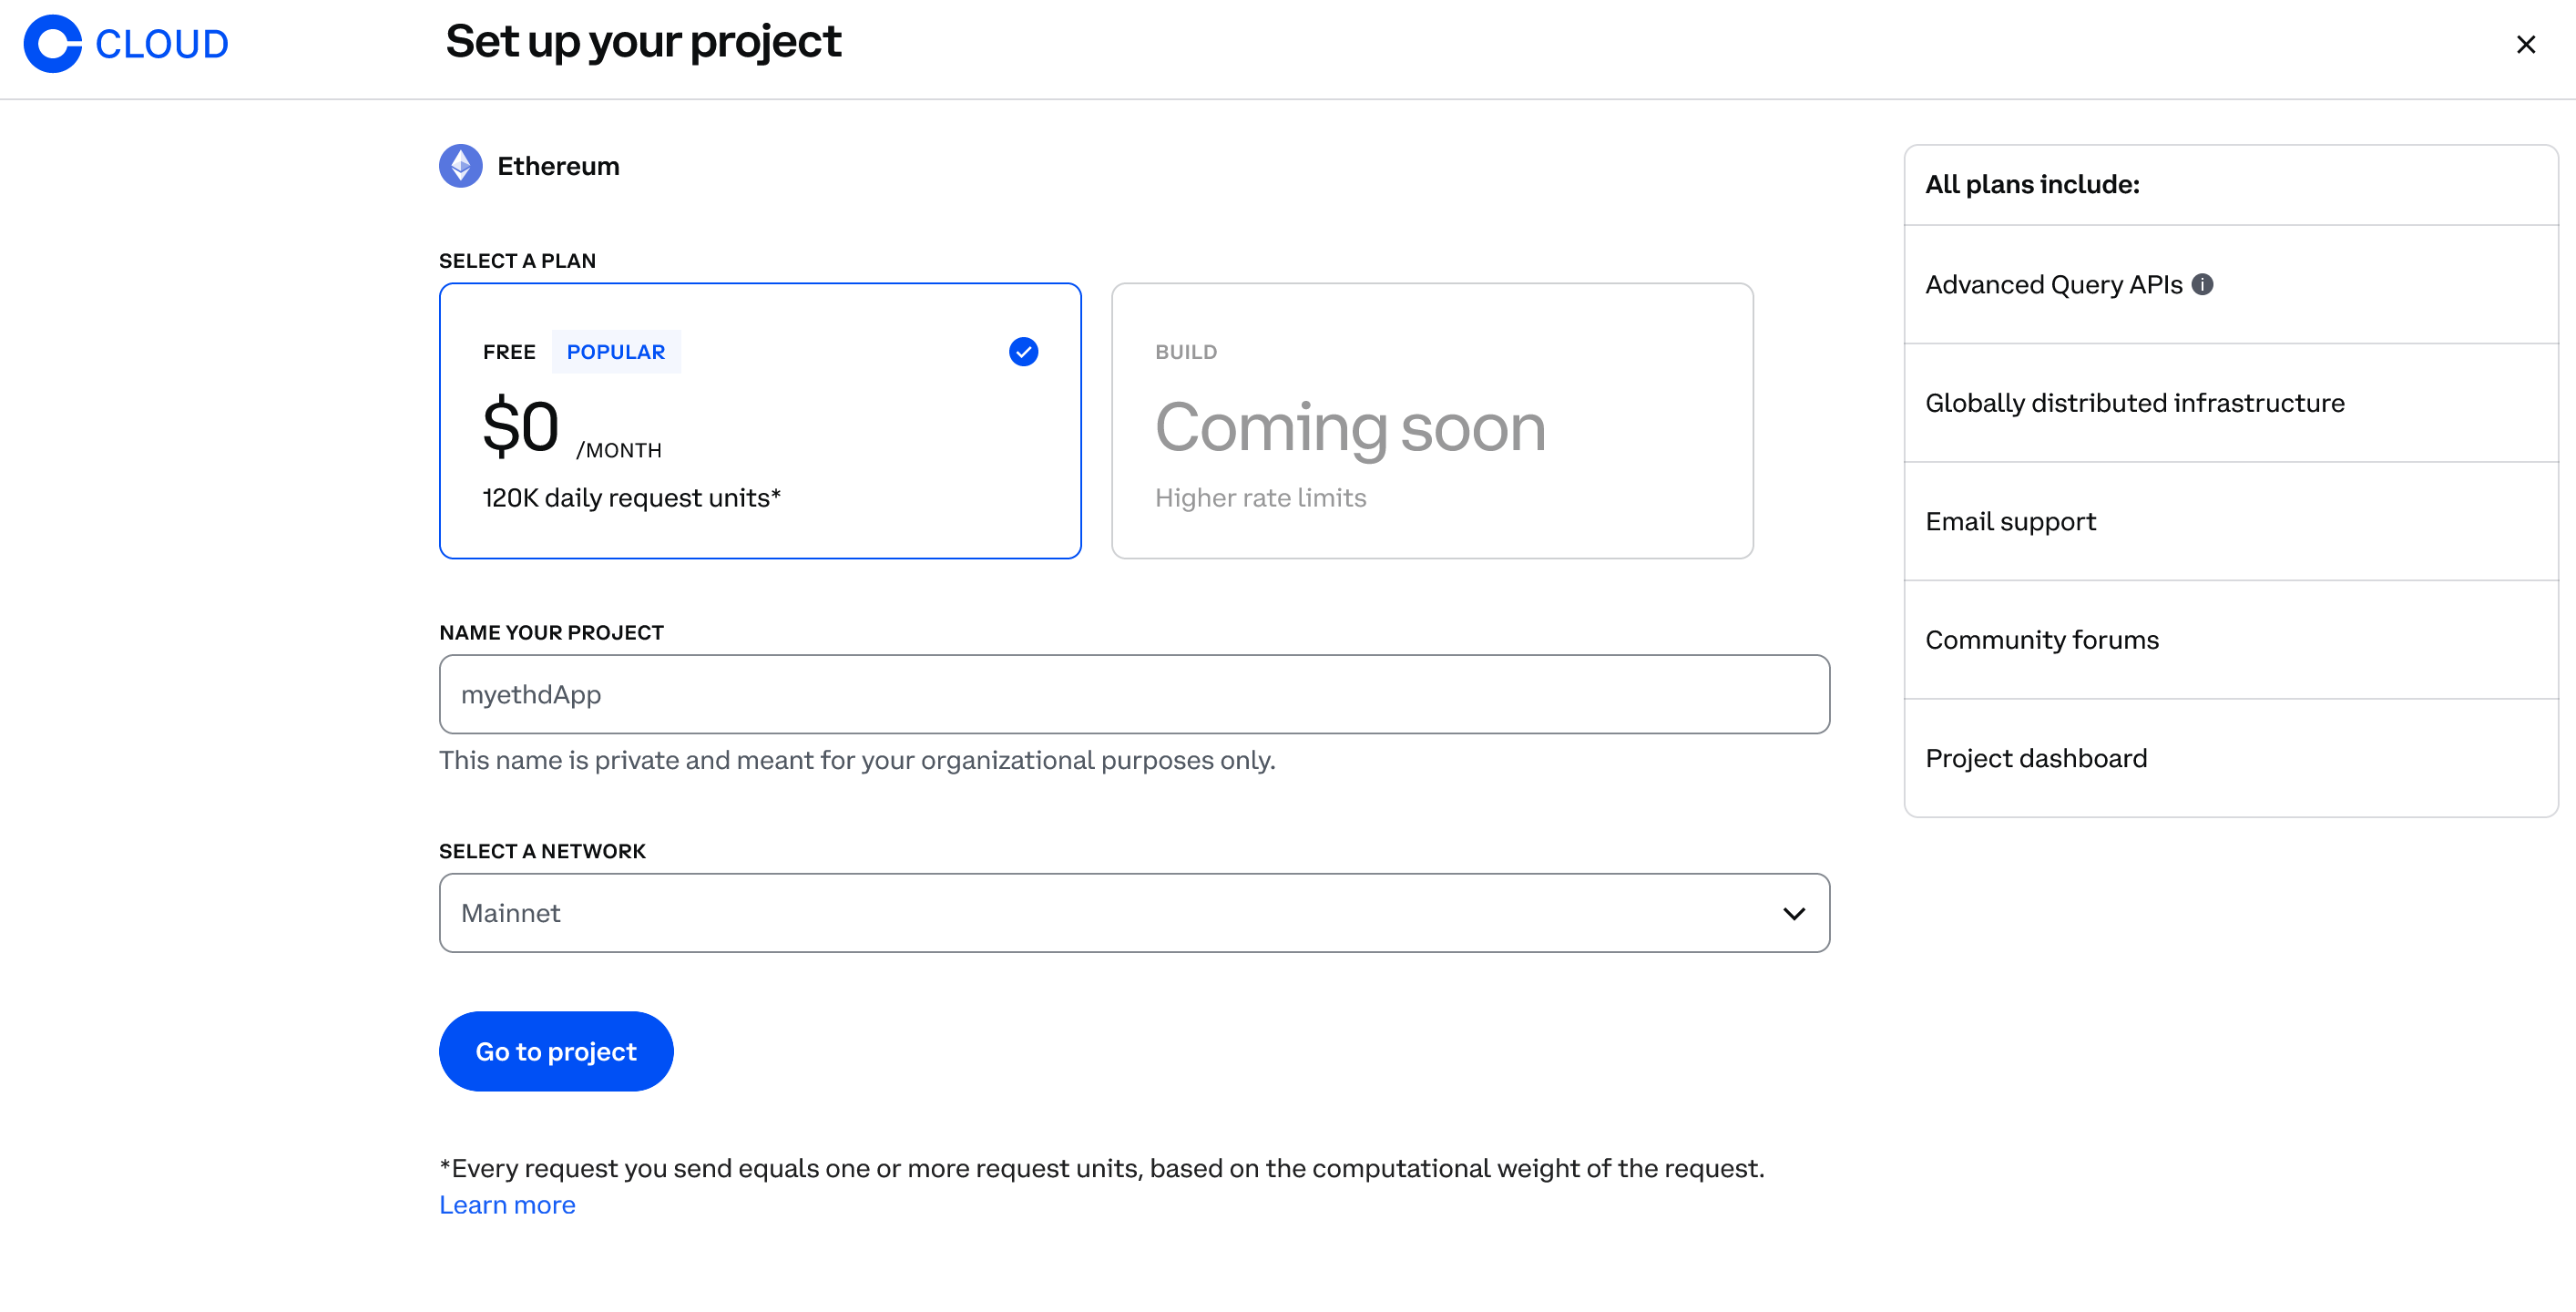 CLOUD
Set up your project
Ethereum
SELECT A PLAN
FREE POPULAR
$0 /MONTH
120K daily request units*
BUILD
Coming soon
Higher rate limits
NAME YOUR PROJECT
myethdApp
This name is private and meant for your organizational purposes only.
SELECT A NETWORK
Mainnet
Go to project
*Every request you send equals one or more request units, based on the computational weight of the request.
Learn more
All plans include:
Advanced Query APIs
Globally distributed infrastructure
Email support
Community forums
Project dashboard